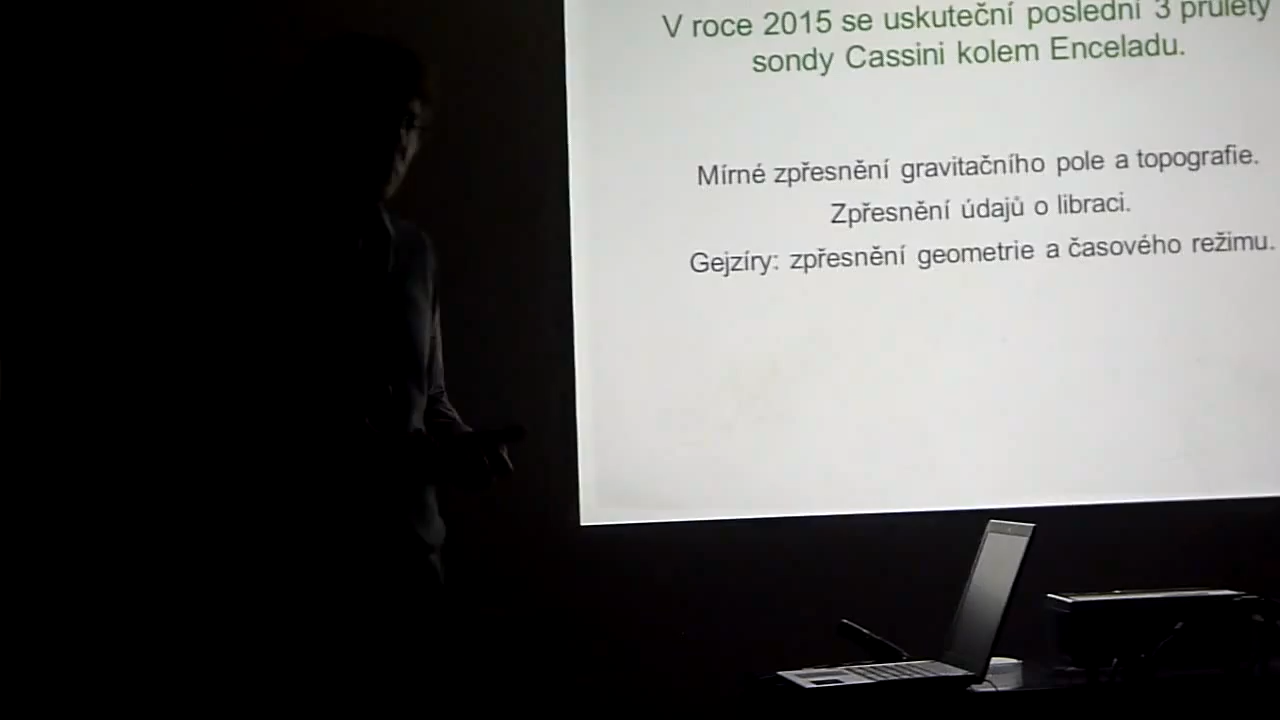 V roce 2015 se uskuteční poslední 3 průlety
sondy Cassini kolem Enceladu.
Mírné zpřesnění gravitačního pole a topografie.
Zpřesnění údajů o libraci.
Gejzíry: zpřesnění geometrie a časového režimu.